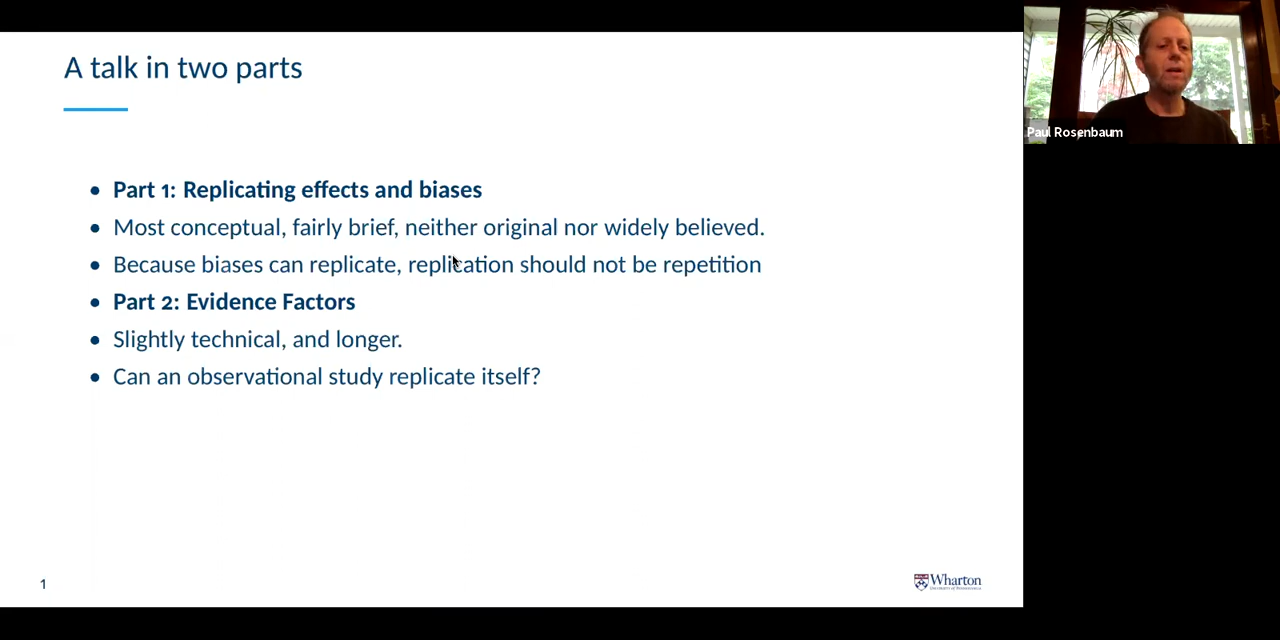 A talk in two parts
Paul Rosenbaum
• Part 1: Replicating effects and biases
• Most conceptual, fairly brief, neither original nor widely believed.
• Because biases can replicate, replication should not be repetition
• Part 2: Evidence Factors
• Slightly technical, and longer.
• Can an observational study replicate itself?
1
Wharton